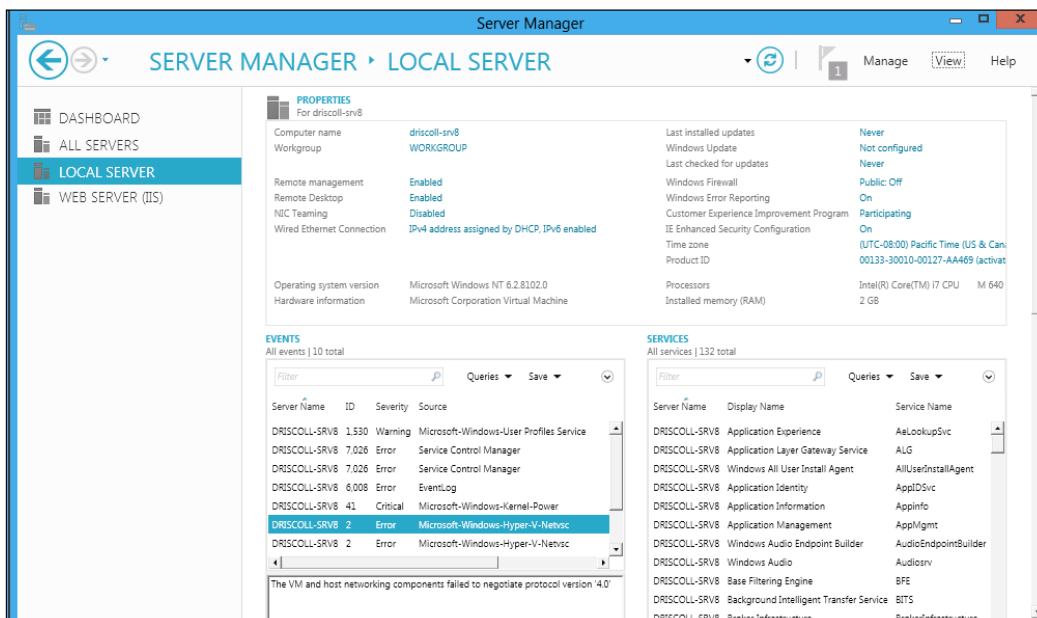 Server Manager
SERVER MANAGER ‣ LOCAL SERVER
1 Manage View Help
DASHBOARD
ALL SERVERS
LOCAL SERVER
WEB SERVER (IIS)
PROPERTIES
For driscoll-srv8
Computer name driscoll-srv8 Last installed updates Never
Workgroup WORKGROUP Windows Update Not configured
Last checked for updates Never
Remote management Enabled Windows Firewall Public: Off
Remote Desktop Enabled Windows Error Reporting On
NIC Teaming Disabled Customer Experience Improvement Program Participating
Wired Ethernet Connection IPv4 address assigned by DHCP, IPv6 enabled IE Enhanced Security Configuration On
Time zone (UTC-08:00) Pacific Time (US & Can
Product ID 00133-30010-00127-AA469 (activat
Operating system version Microsoft Windows NT 6.2.8102.0 Processors Intel(R) Core(TM) i7 CPU M 640
Hardware information Microsoft Corporation Virtual Machine Installed memory (RAM) 2 GB
EVENTS
All events | 10 total
Filter Queries Save
Server Name ID Severity Source
DRISCOLL-SRV8 1,530 Warning Microsoft-Windows-User Profiles Service
DRISCOLL-SRV8 7,026 Error Service Control Manager
DRISCOLL-SRV8 7,026 Error Service Control Manager
DRISCOLL-SRV8 6,008 Error EventLog
DRISCOLL-SRV8 41 Critical Microsoft-Windows-Kernel-Power
DRISCOLL-SRV8 2 Error Microsoft-Windows-Hyper-V-Netvsc
DRISCOLL-SRV8 2 Error Microsoft-Windows-Hyper-V-Netvsc
The VM and host networking components failed to negotiate protocol version '4.0'
SERVICES
All services | 132 total
Filter Queries Save
Server Name Display Name Service Name
DRISCOLL-SRV8 Application Experience AeLookupSvc
DRISCOLL-SRV8 Application Layer Gateway Service ALG
DRISCOLL-SRV8 Windows All User Install Agent AllUserInstallAgent
DRISCOLL-SRV8 Application Identity AppIDSvc
DRISCOLL-SRV8 Application Information Appinfo
DRISCOLL-SRV8 Application Management AppMgmt
DRISCOLL-SRV8 Windows Audio Endpoint Builder AudioEndpointBuilder
DRISCOLL-SRV8 Windows Audio Audiosrv
DRISCOLL-SRV8 Base Filtering Engine BFE
DRISCOLL-SRV8 Background Intelligent Transfer Service BITS
DRISCOLL-SRV8 Broker Infrastructure BrokerInfrastructure